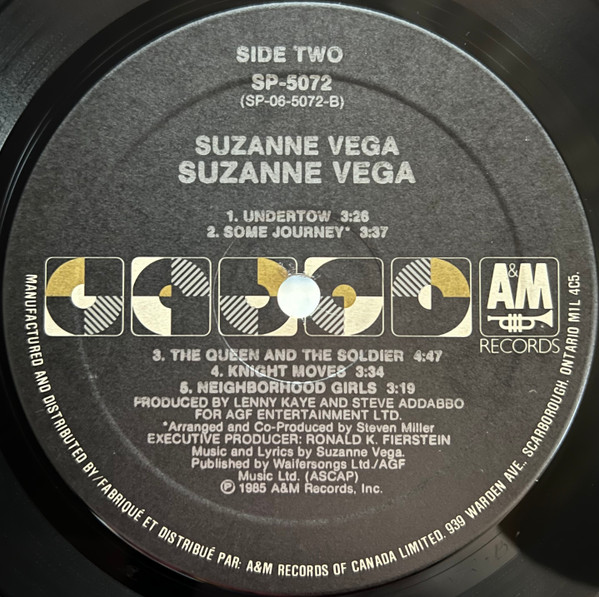 SIDE TWO
SP-5072
(SP-06-5072-B)
SUZANNE VEGA
SUZANNE VEGA
1. UNDERTOW 3:26
2. SOME JOURNEY* 3:37
A&M
RECORDS
3. THE QUEEN AND THE SOLDIER 4:47
4. KNIGHT MOVES 3:34
5. NEIGHBORHOOD GIRLS 3:19
PRODUCED BY LENNY KAYE AND STEVE ADDABBO
FOR AGF ENTERTAINMENT LTD.
*Arranged and Co-Produced by Steven Miller
EXECUTIVE PRODUCER: RONALD K. FIERSTEIN
Music and Lyrics by Suzanne Vega.
Published by Waifersongs Ltd./AGF
Music Ltd. (ASCAP)
℗ 1985 A&M Records, Inc.
MANUFACTURED AND DISTRIBUTED BY/FABRIQUÉ ET DISTRIBUÉ PAR: A&M RECORDS OF CANADA LIMITED. 939 WARDEN AVE., SCARBOROUGH, ONTARIO M1L 4C5.